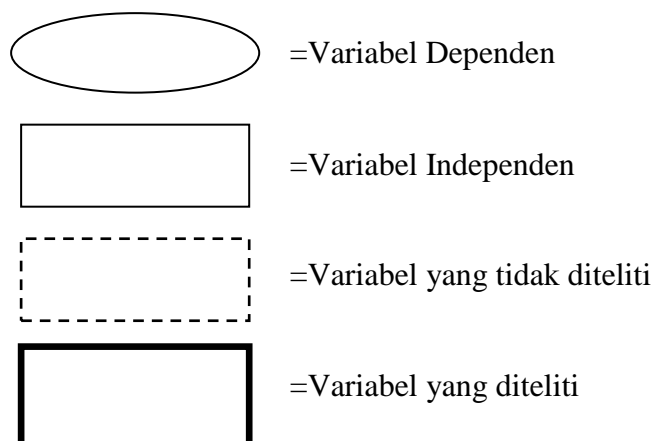 =Variabel Dependen
=Variabel Independen
=Variabel yang tidak diteliti
=Variabel yang diteliti